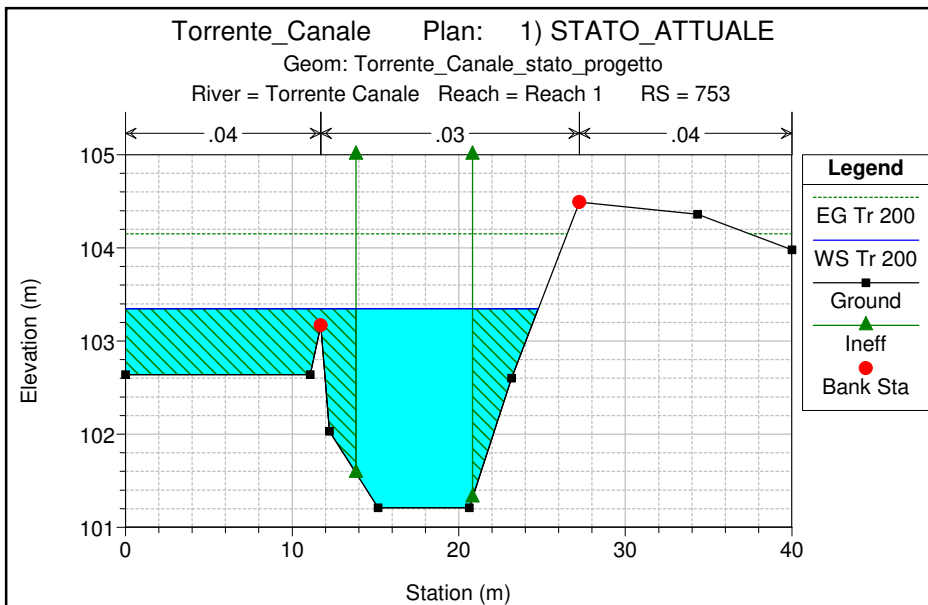 Torrente_Canale Plan: 1) STATO_ATTUALE
Geom: Torrente_Canale_stato_progetto
River = Torrente Canale Reach = Reach 1 RS = 753
.04 .03 .04
105
104
103
102
101
0 10 20 30 40
Station (m)
Elevation (m)
Legend
EG Tr 200
WS Tr 200
Ground
Ineff
Bank Sta